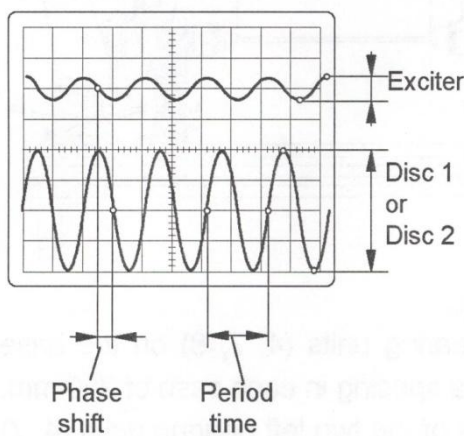 Exciter
Disc 1
or
Disc 2
Phase
shift
Period
time